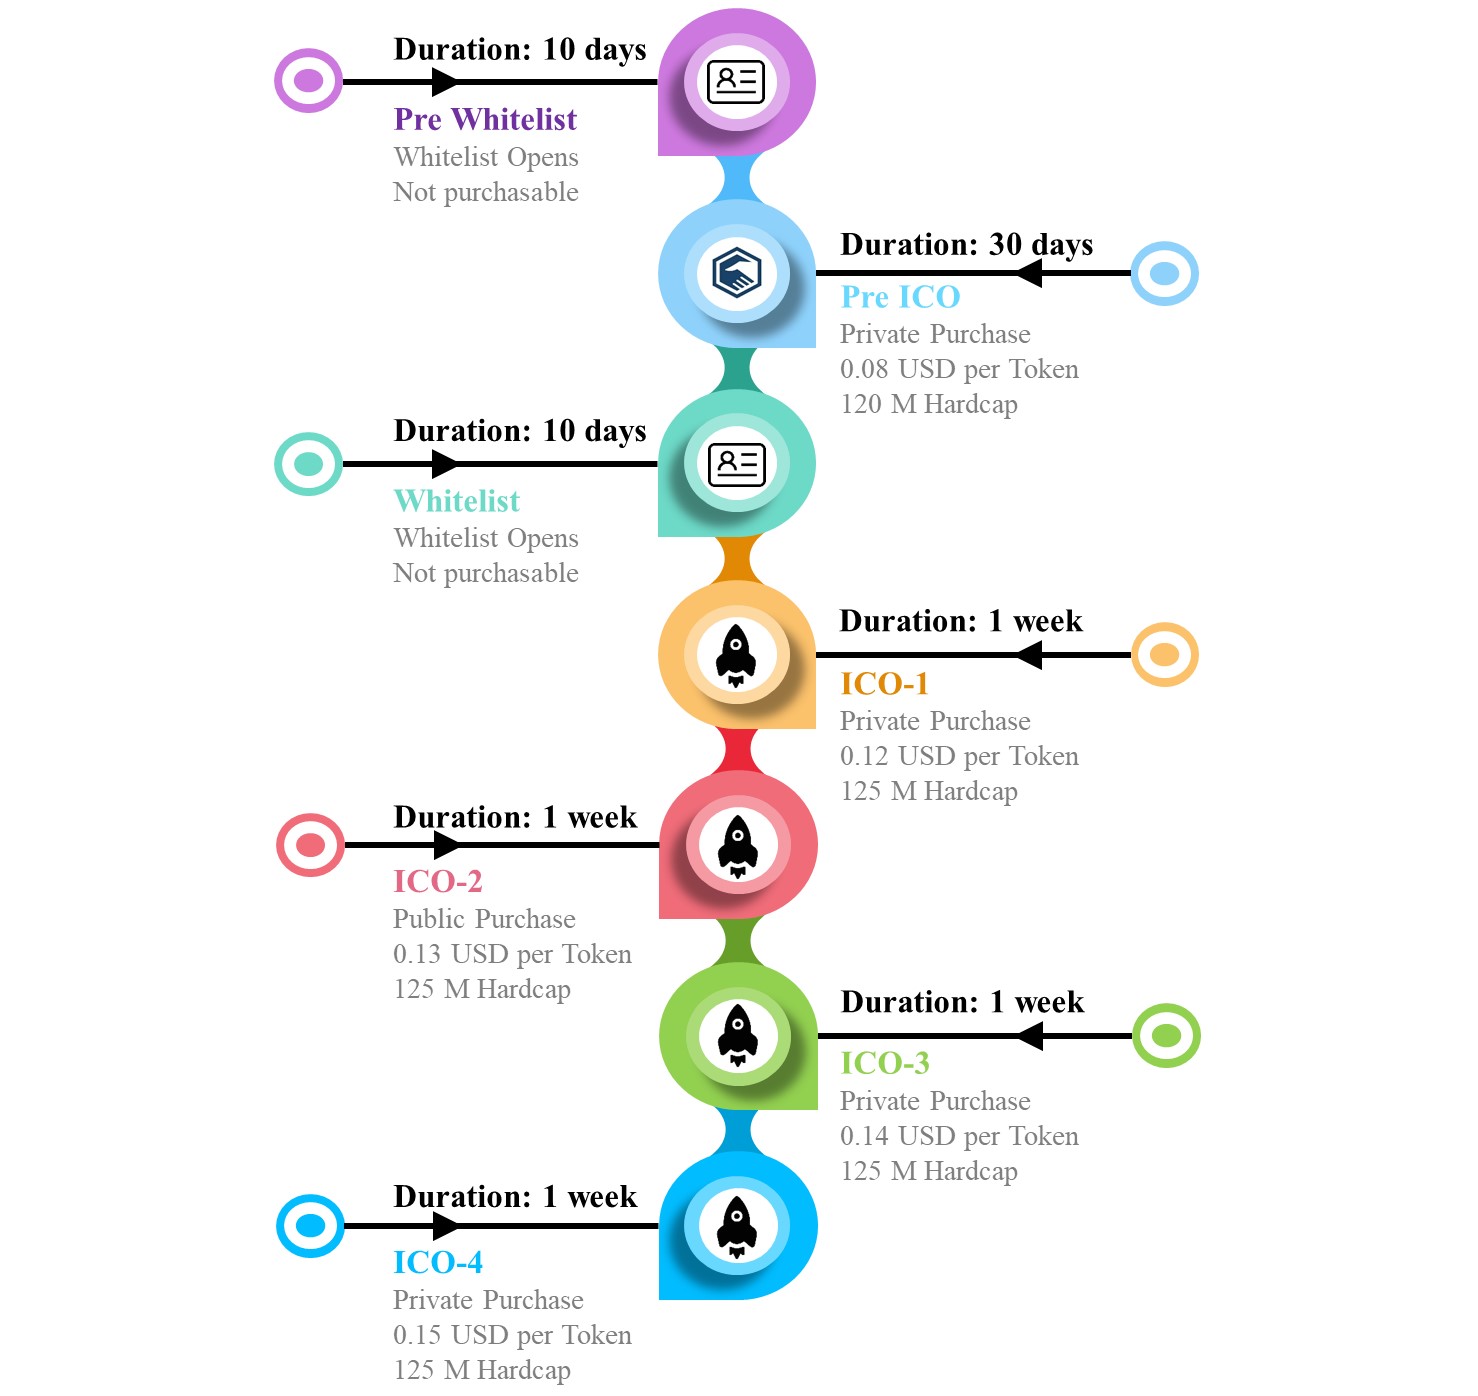 Duration: 10 days
Pre Whitelist
Whitelist Opens
Not purchasable
Duration: 30 days
Pre ICO
Private Purchase
0.08 USD per Token
120 M Hardcap
Duration: 10 days
Whitelist
Whitelist Opens
Not purchasable
Duration: 1 week
ICO-1
Private Purchase
0.12 USD per Token
125 M Hardcap
Duration: 1 week
ICO-2
Public Purchase
0.13 USD per Token
125 M Hardcap
Duration: 1 week
ICO-3
Private Purchase
0.14 USD per Token
125 M Hardcap
Duration: 1 week
ICO-4
Private Purchase
0.15 USD per Token
125 M Hardcap